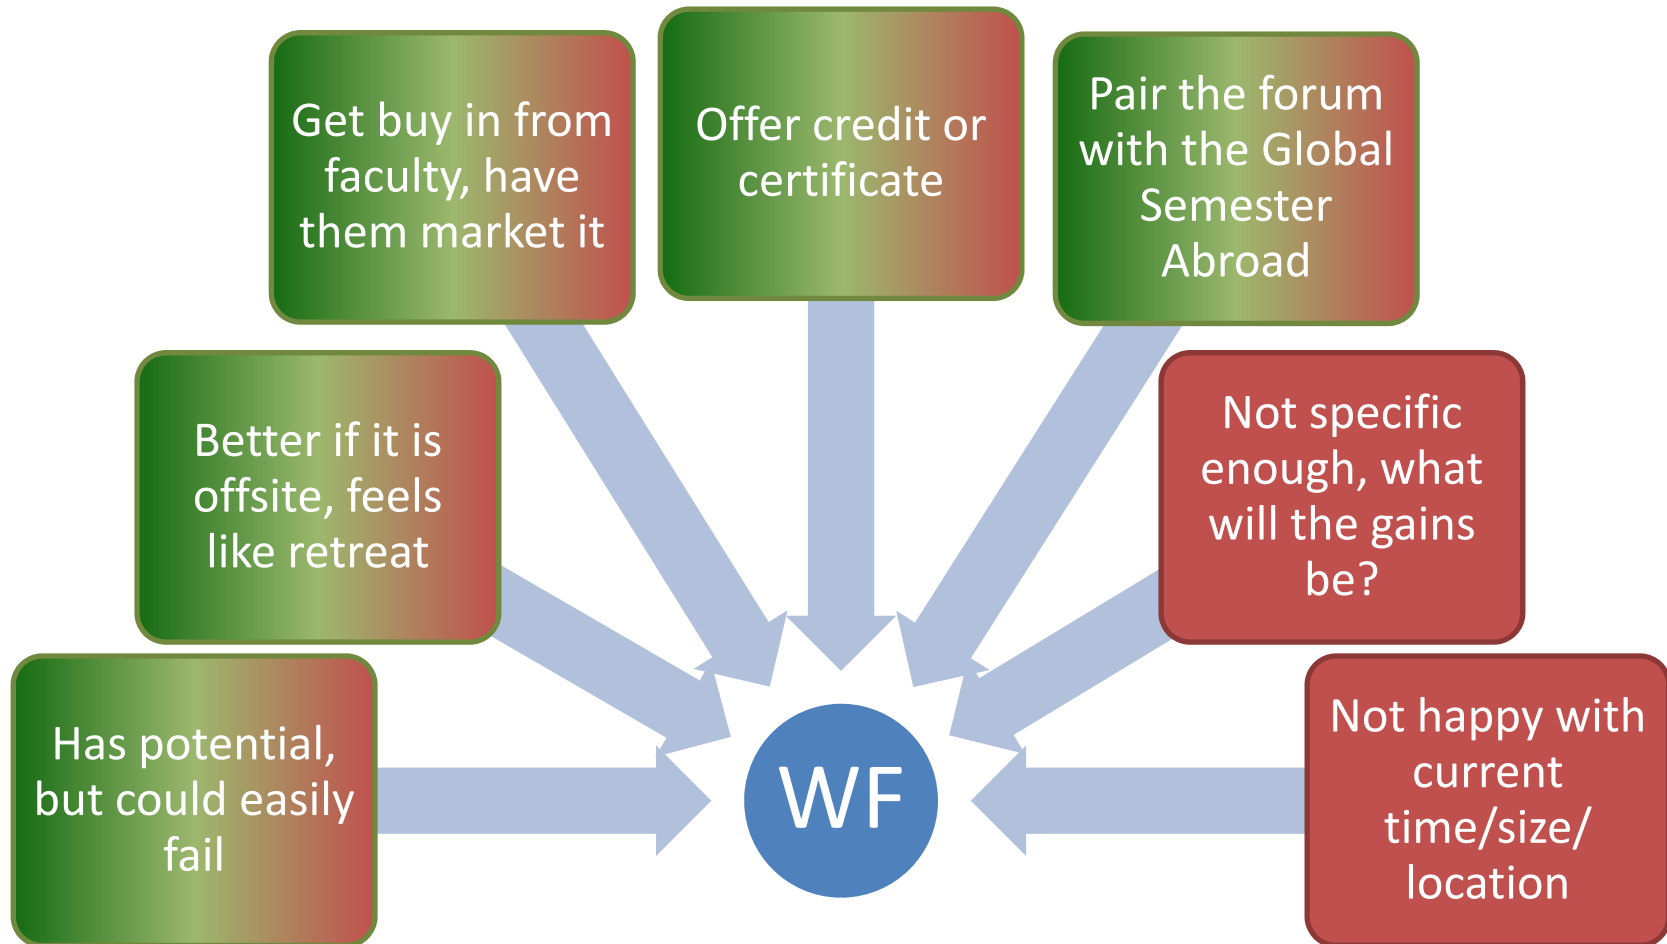 Has potential,
but could easily
fail
Better if it is
offsite, feels
like retreat
Get buy in from
faculty, have
them market it
Offer credit or
certificate
Pair the forum
with the Global
Semester
Abroad
Not specific
enough, what
will the gains
be?
Not happy with
current
time/size/
location
WF